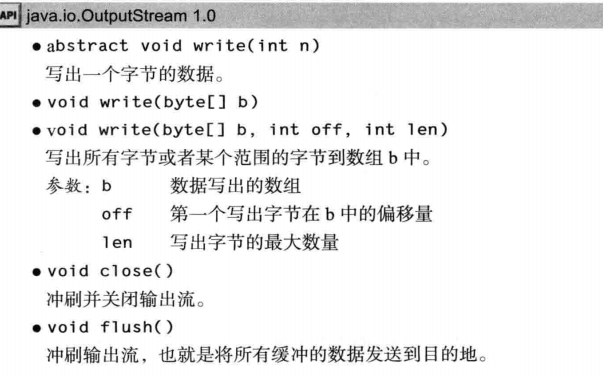 API java.io.OutputStream 1.0
● abstract void write(int n)
写出一个字节的数据。
● void write(byte[] b)
● void write(byte[] b, int off, int len)
写出所有字节或者某个范围的字节到数组 b 中。
参数：b 数据写出的数组
off 第一个写出字节在 b 中的偏移量
len 写出字节的最大数量
● void close()
冲刷并关闭输出流。
● void flush()
冲刷输出流，也就是将所有缓冲的数据发送到目的地。